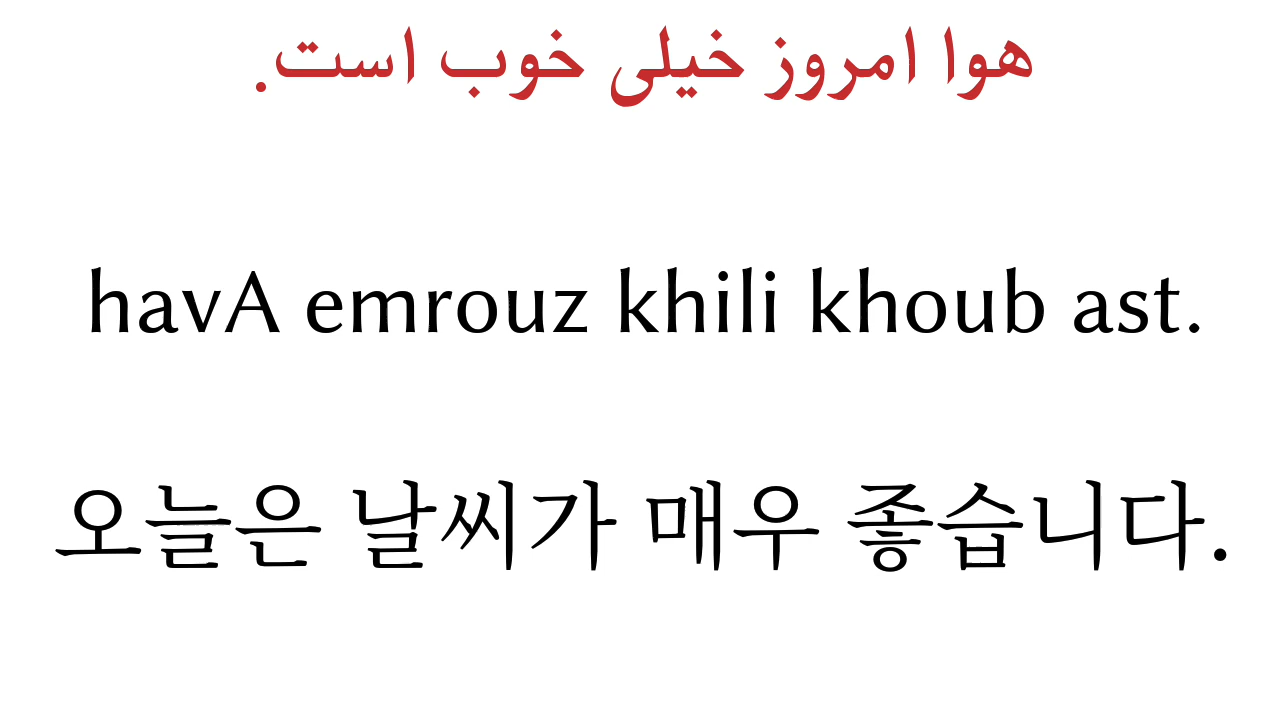 هوا امروز خیلی خوب است.
havA emrouz khili khoub ast.
오늘은 날씨가 매우 좋습니다.